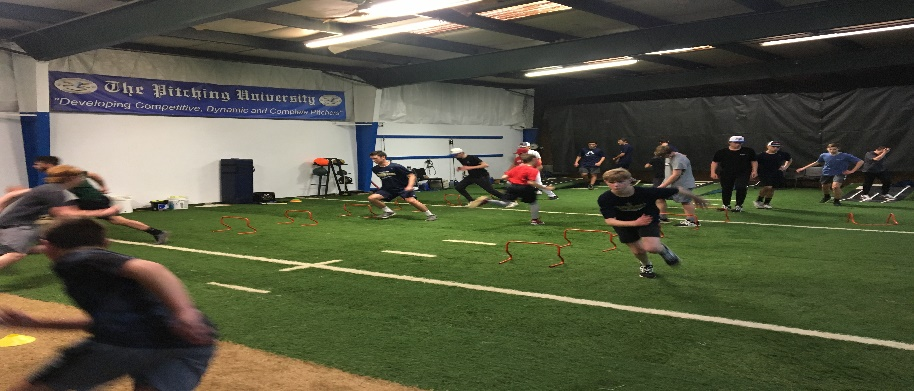 The Pitching University
"Developing Competitive, Dynamic and Complete Pitchers"